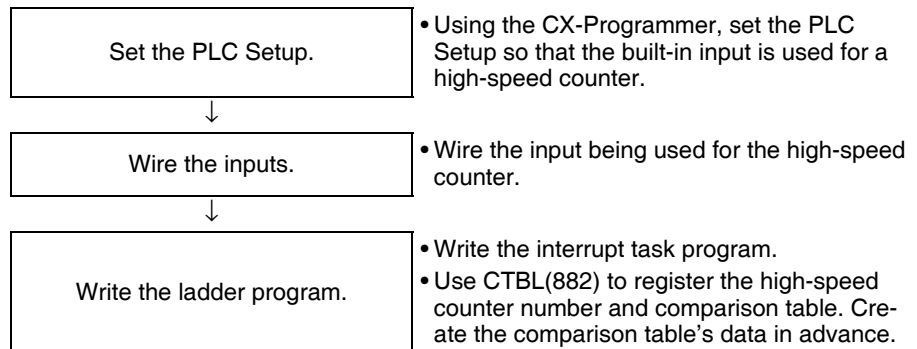 Set the PLC Setup.
• Using the CX-Programmer, set the PLC
Setup so that the built-in input is used for a
high-speed counter.
↓
Wire the inputs.
• Wire the input being used for the high-speed
counter.
↓
Write the ladder program.
• Write the interrupt task program.
• Use CTBL(882) to register the high-speed
counter number and comparison table. Cre-
ate the comparison table's data in advance.